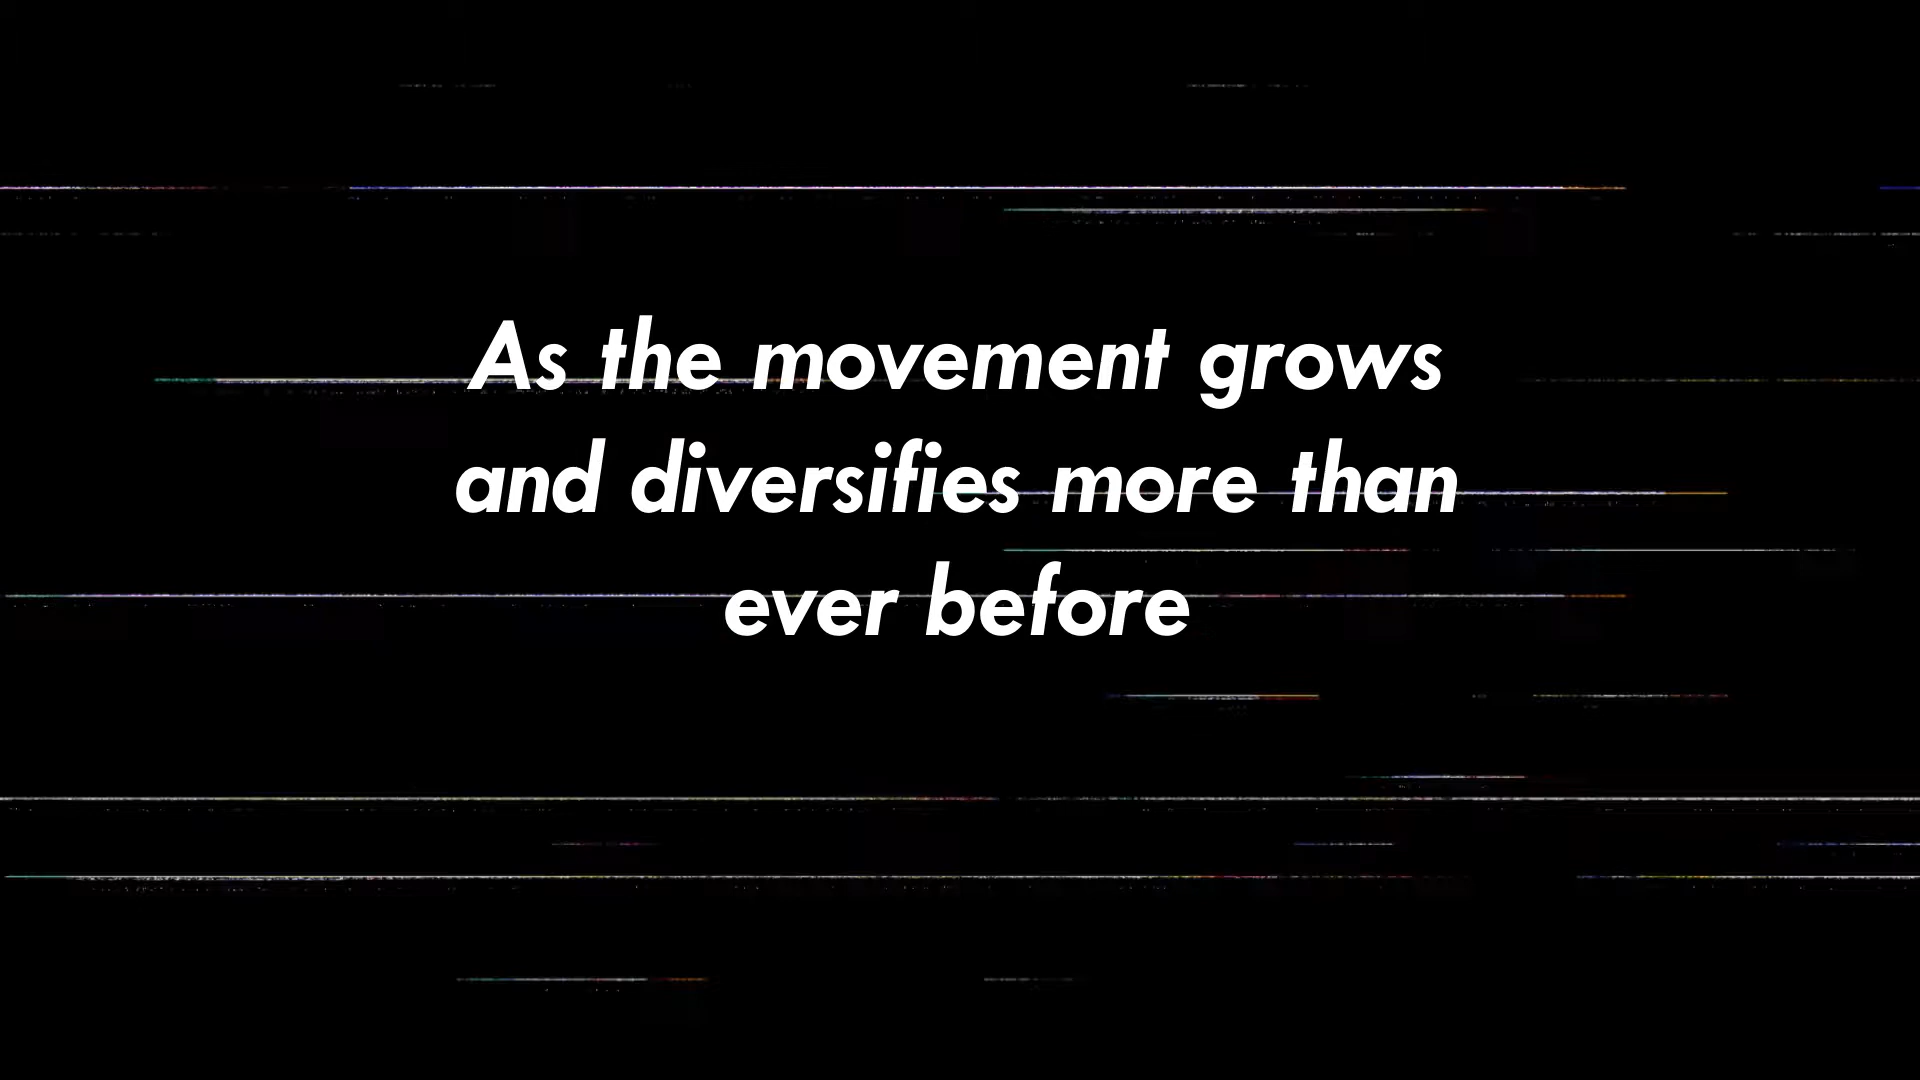 As the movement grows
and diversifies more than
ever before